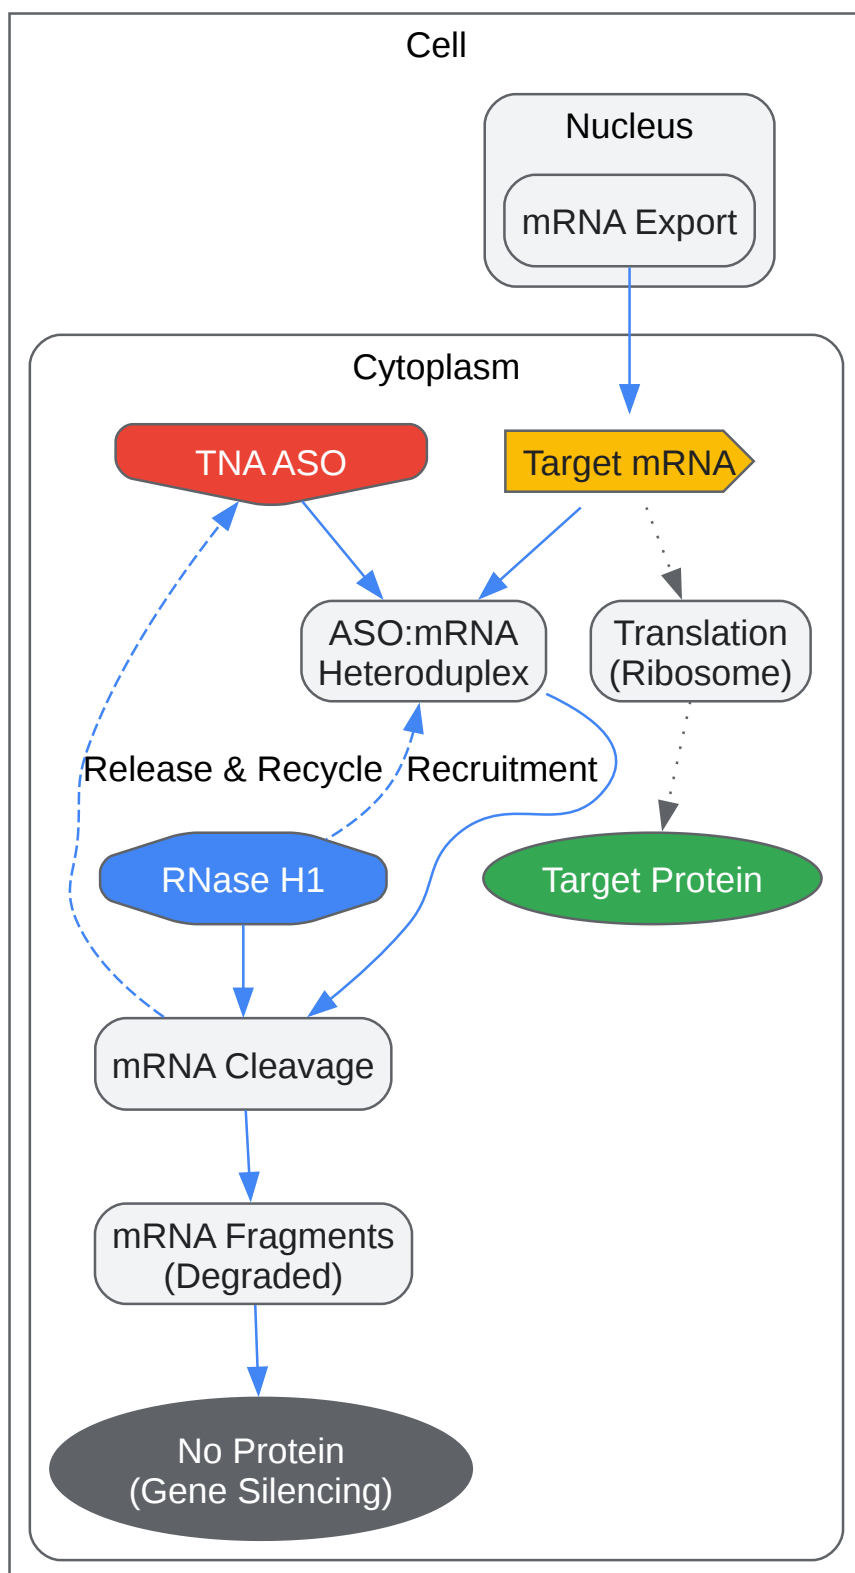 Cell
Nucleus
mRNA Export
Cytoplasm
TNA ASO
Target mRNA
ASO:mRNA
Heteroduplex
Translation
(Ribosome)
Release & Recycle
Recruitment
RNase H1
Target Protein
mRNA Cleavage
mRNA Fragments
(Degraded)
No Protein
(Gene Silencing)